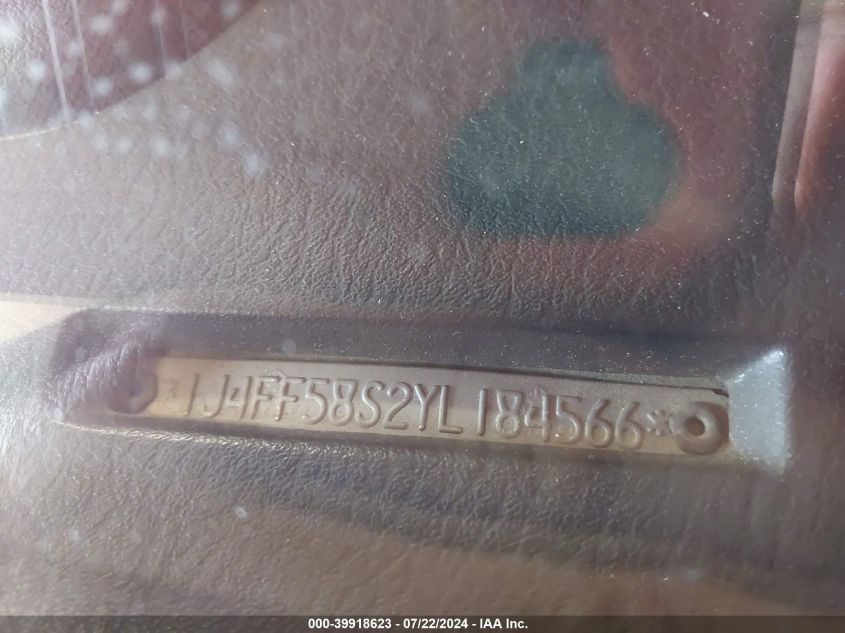 *1J4FF58S2YL184566*
000-39918623 - 07/22/2024 - IAA Inc.